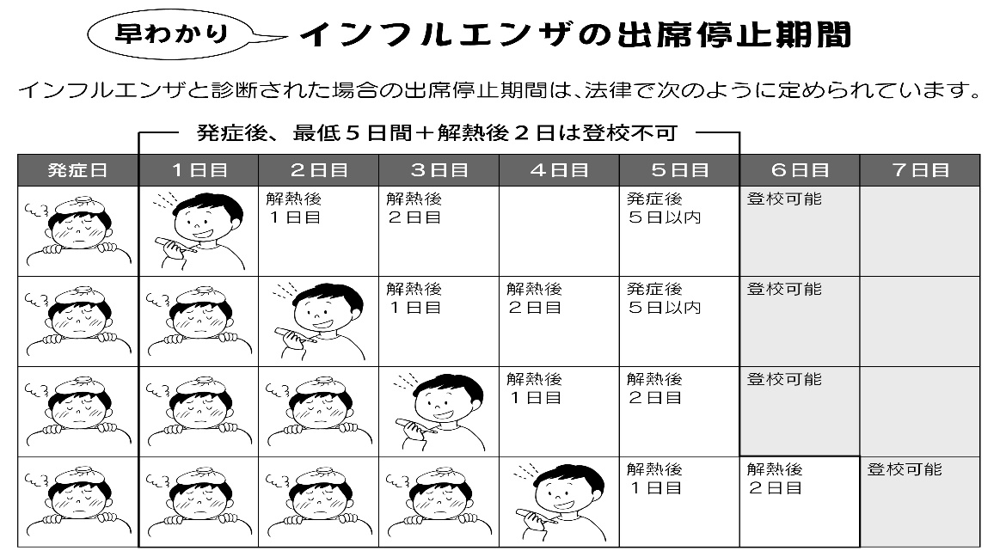 早わかり
インフルエンザの出席停止期間
インフルエンザと診断された場合の出席停止期間は、法律で次のように定められています。
発症後、最低５日間＋解熱後２日は登校不可
発症日 １日目 ２日目 ３日目 ４日目 ５日目 ６日目 ７日目
解熱後
１日目
解熱後
２日目
発症後
５日以内
登校可能
解熱後
１日目
解熱後
２日目
発症後
５日以内
登校可能
解熱後
１日目
解熱後
２日目
登校可能
解熱後
１日目
解熱後
２日目
登校可能